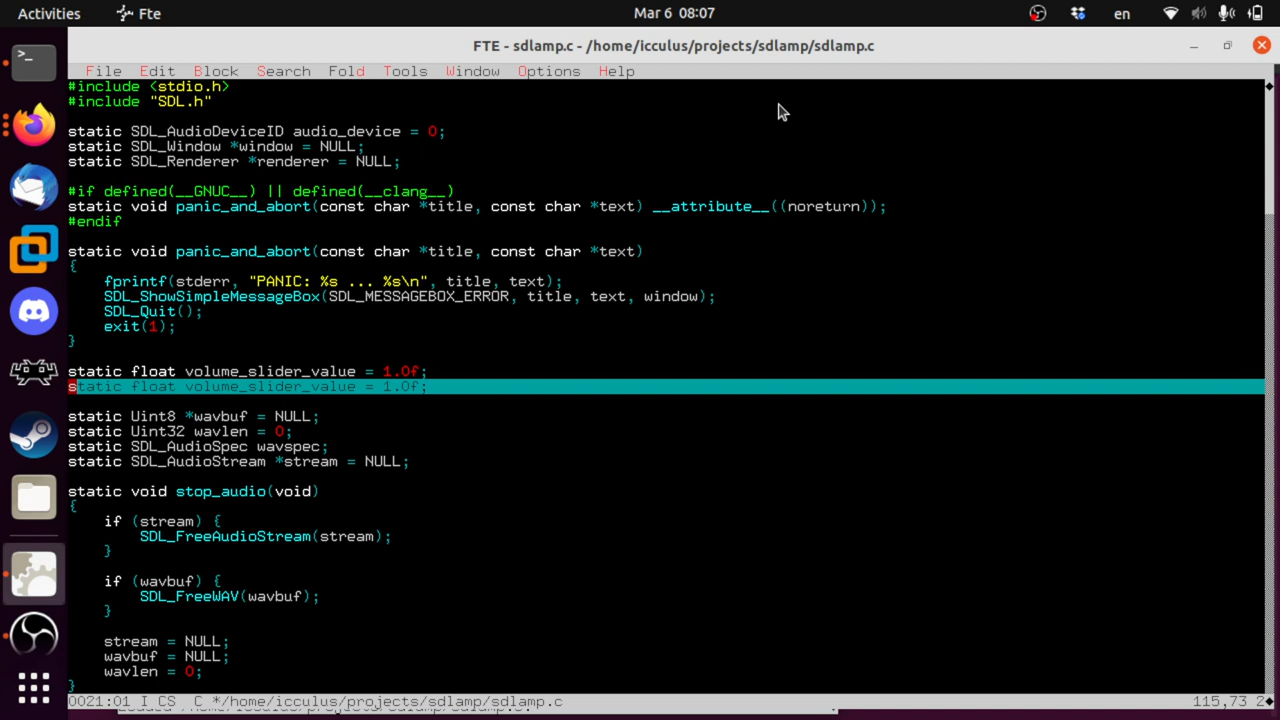 Activities Fte Mar 6 08:07 en
FTE - sdlamp.c - /home/icculus/projects/sdlamp/sdlamp.c
File Edit Block Search Fold Tools Window Options Help
#include <stdio.h>
#include "SDL.h"
static SDL_AudioDeviceID audio_device = 0;
static SDL_Window *window = NULL;
static SDL_Renderer *renderer = NULL;
#if defined(__GNUC__) || defined(__clang__)
static void panic_and_abort(const char *title, const char *text) __attribute__((noreturn));
#endif
static void panic_and_abort(const char *title, const char *text)
{
fprintf(stderr, "PANIC: %s ... %s\n", title, text);
SDL_ShowSimpleMessageBox(SDL_MESSAGEBOX_ERROR, title, text, window);
SDL_Quit();
exit(1);
}
static float volume_slider_value = 1.0f;
static float volume_slider_value = 1.0f;
static Uint8 *wavbuf = NULL;
static Uint32 wavlen = 0;
static SDL_AudioSpec wavspec;
static SDL_AudioStream *stream = NULL;
static void stop_audio(void)
{
if (stream) {
SDL_FreeAudioStream(stream);
}
if (wavbuf) {
SDL_FreeWAV(wavbuf);
}
stream = NULL;
wavbuf = NULL;
wavlen = 0;
}
0021:01 I CS C */home/icculus/projects/sdlamp/sdlamp.c 115,73 2